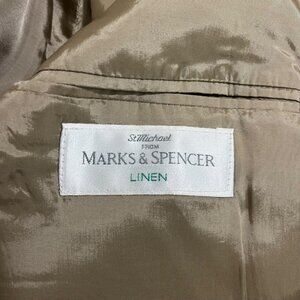 St Michael
FROM
MARKS & SPENCER
LINEN